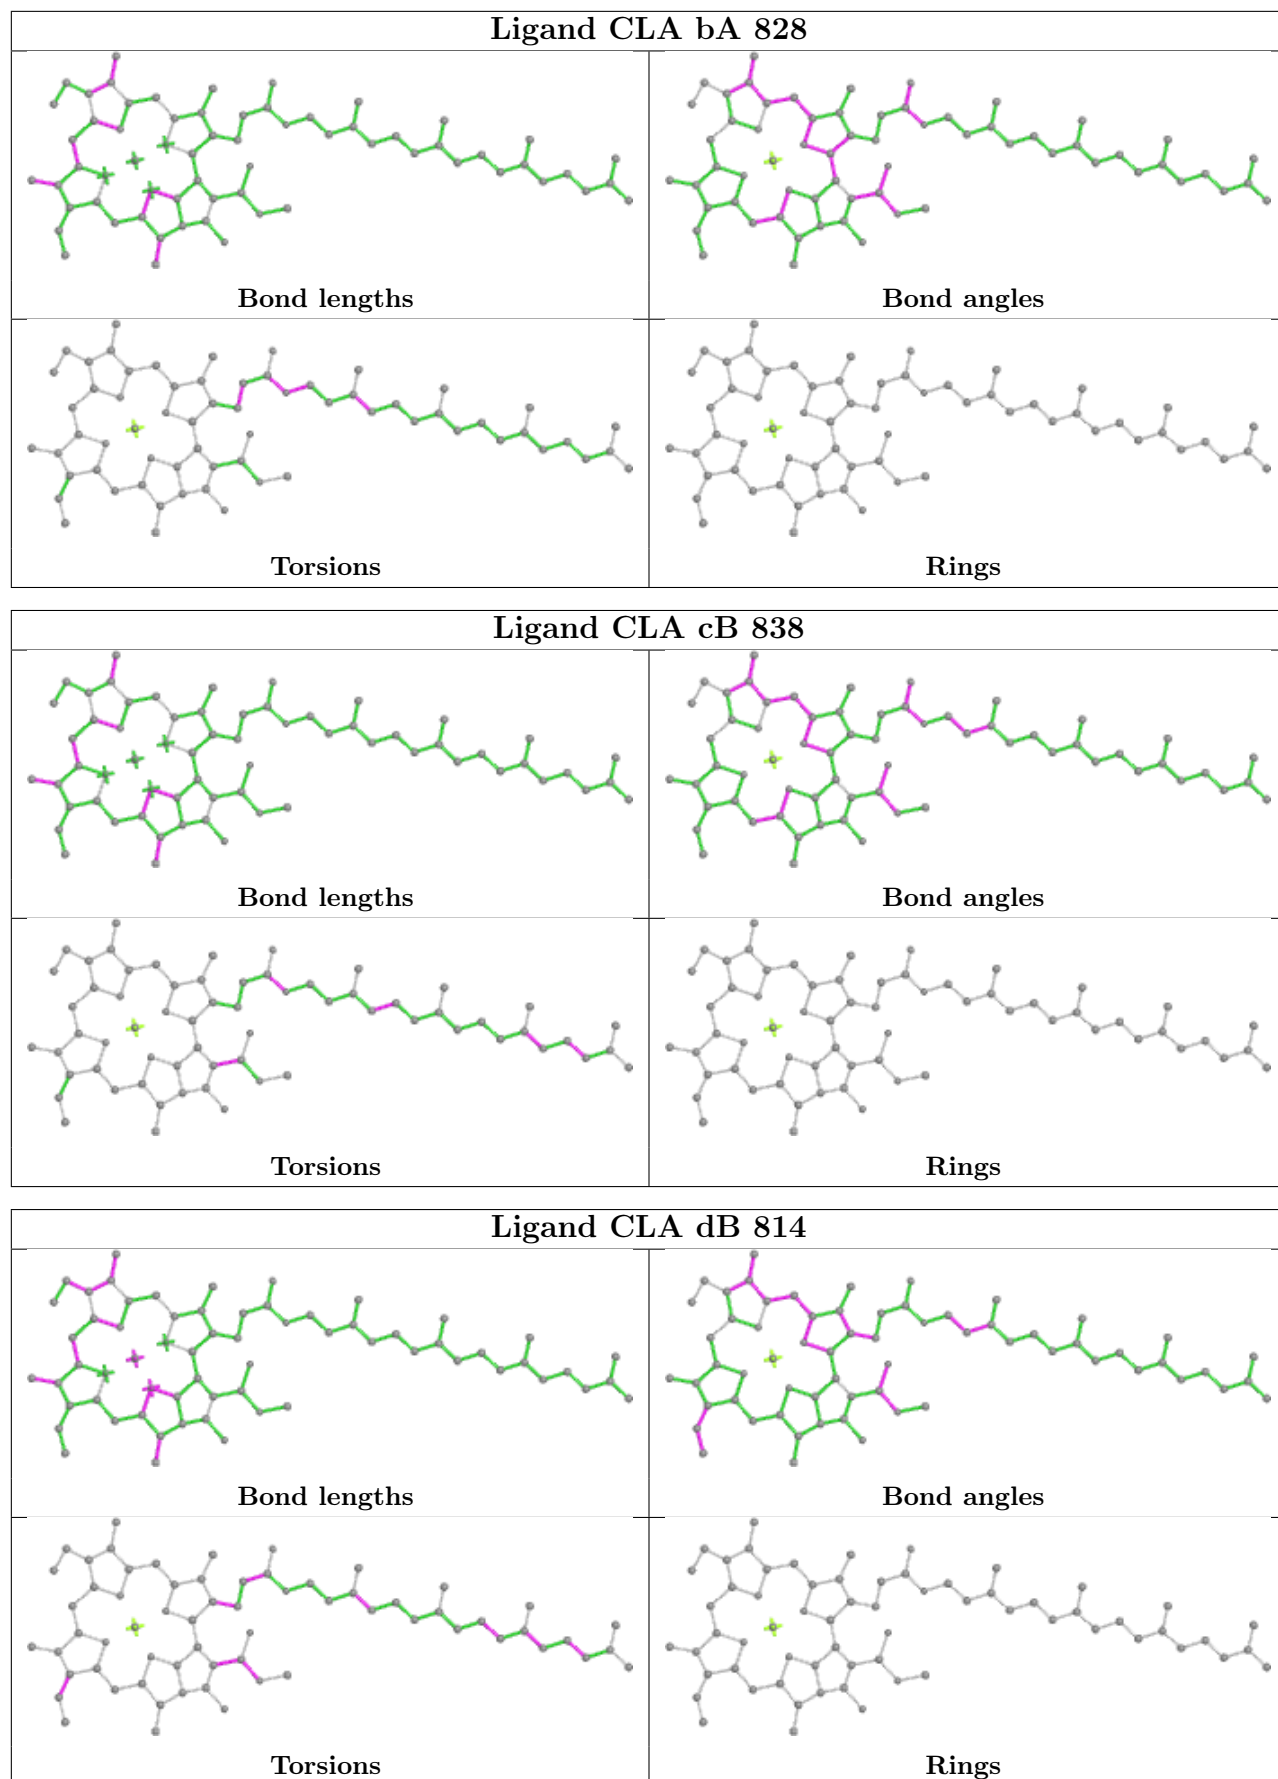 Ligand CLA bA 828
Bond lengths
Bond angles
Torsions
Rings
Ligand CLA cB 838
Bond lengths
Bond angles
Torsions
Rings
Ligand CLA dB 814
Bond lengths
Bond angles
Torsions
Rings